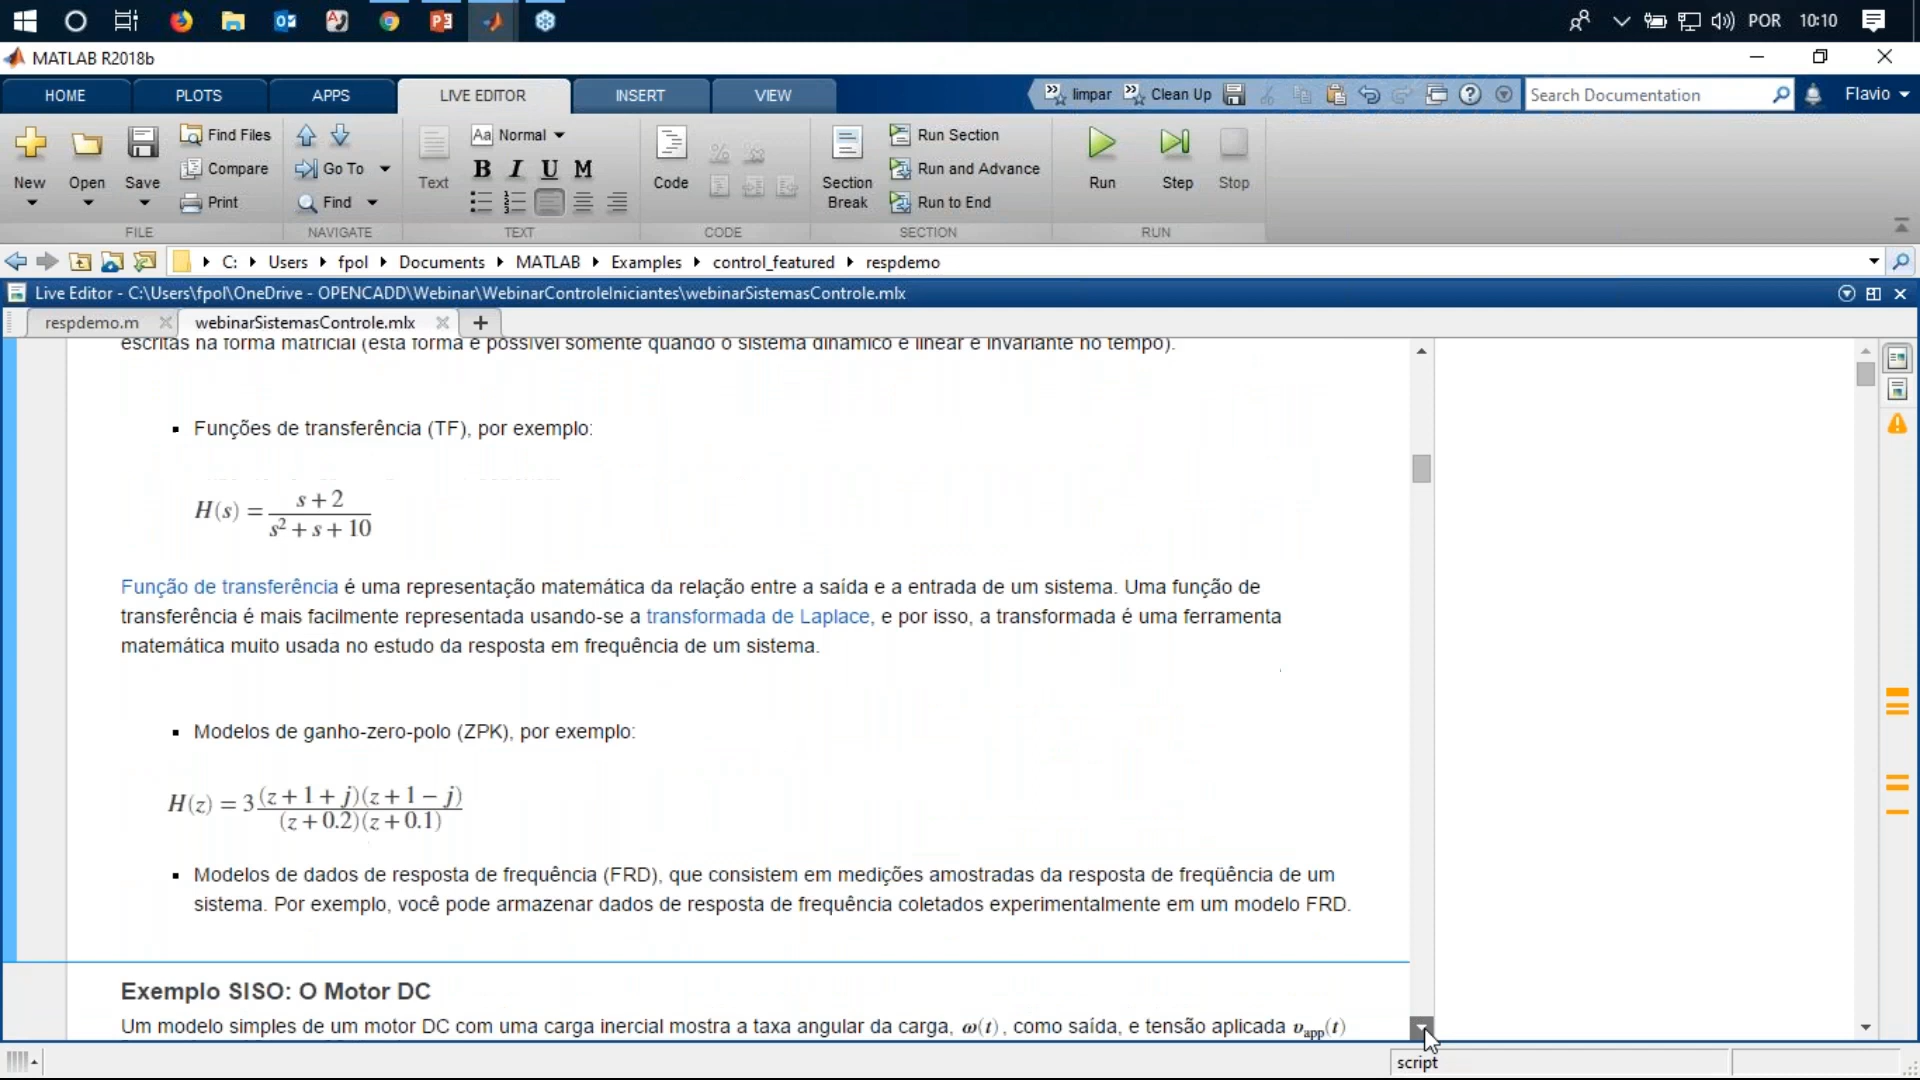 POR 10:10
MATLAB R2018b
HOME PLOTS APPS LIVE EDITOR INSERT VIEW limpar Clean Up Search Documentation Flavio
New Open Save Find Files Compare Print
Go To Find
Text Aa Normal B I U M
Code
Section Break Run Section Run and Advance Run to End
Run Step Stop
FILE NAVIGATE TEXT CODE SECTION RUN
C: Users fpol Documents MATLAB Examples control_featured respdemo
Live Editor - C:\Users\fpol\OneDrive - OPENCADD\Webinar\WebinarControleIniciantes\webinarSistemasControle.mlx
respdemo.m webinarSistemasControle.mlx
escritas na forma matricial (esta forma é possível somente quando o sistema dinâmico é linear e invariante no tempo).
▪ Funções de transferência (TF), por exemplo:
H(s) = (s + 2) / (s² + s + 10)
Função de transferência é uma representação matemática da relação entre a saída e a entrada de um sistema. Uma função de
transferência é mais facilmente representada usando-se a transformada de Laplace, e por isso, a transformada é uma ferramenta
matemática muito usada no estudo da resposta em frequência de um sistema.
▪ Modelos de ganho-zero-polo (ZPK), por exemplo:
H(z) = 3 (z + 1 + j)(z + 1 − j) / (z + 0.2)(z + 0.1)
▪ Modelos de dados de resposta de frequência (FRD), que consistem em medições amostradas da resposta de freqüência de um
sistema. Por exemplo, você pode armazenar dados de resposta de frequência coletados experimentalmente em um modelo FRD.
Exemplo SISO: O Motor DC
Um modelo simples de um motor DC com uma carga inercial mostra a taxa angular da carga, ω(t), como saída, e tensão aplicada υapp(t)
script